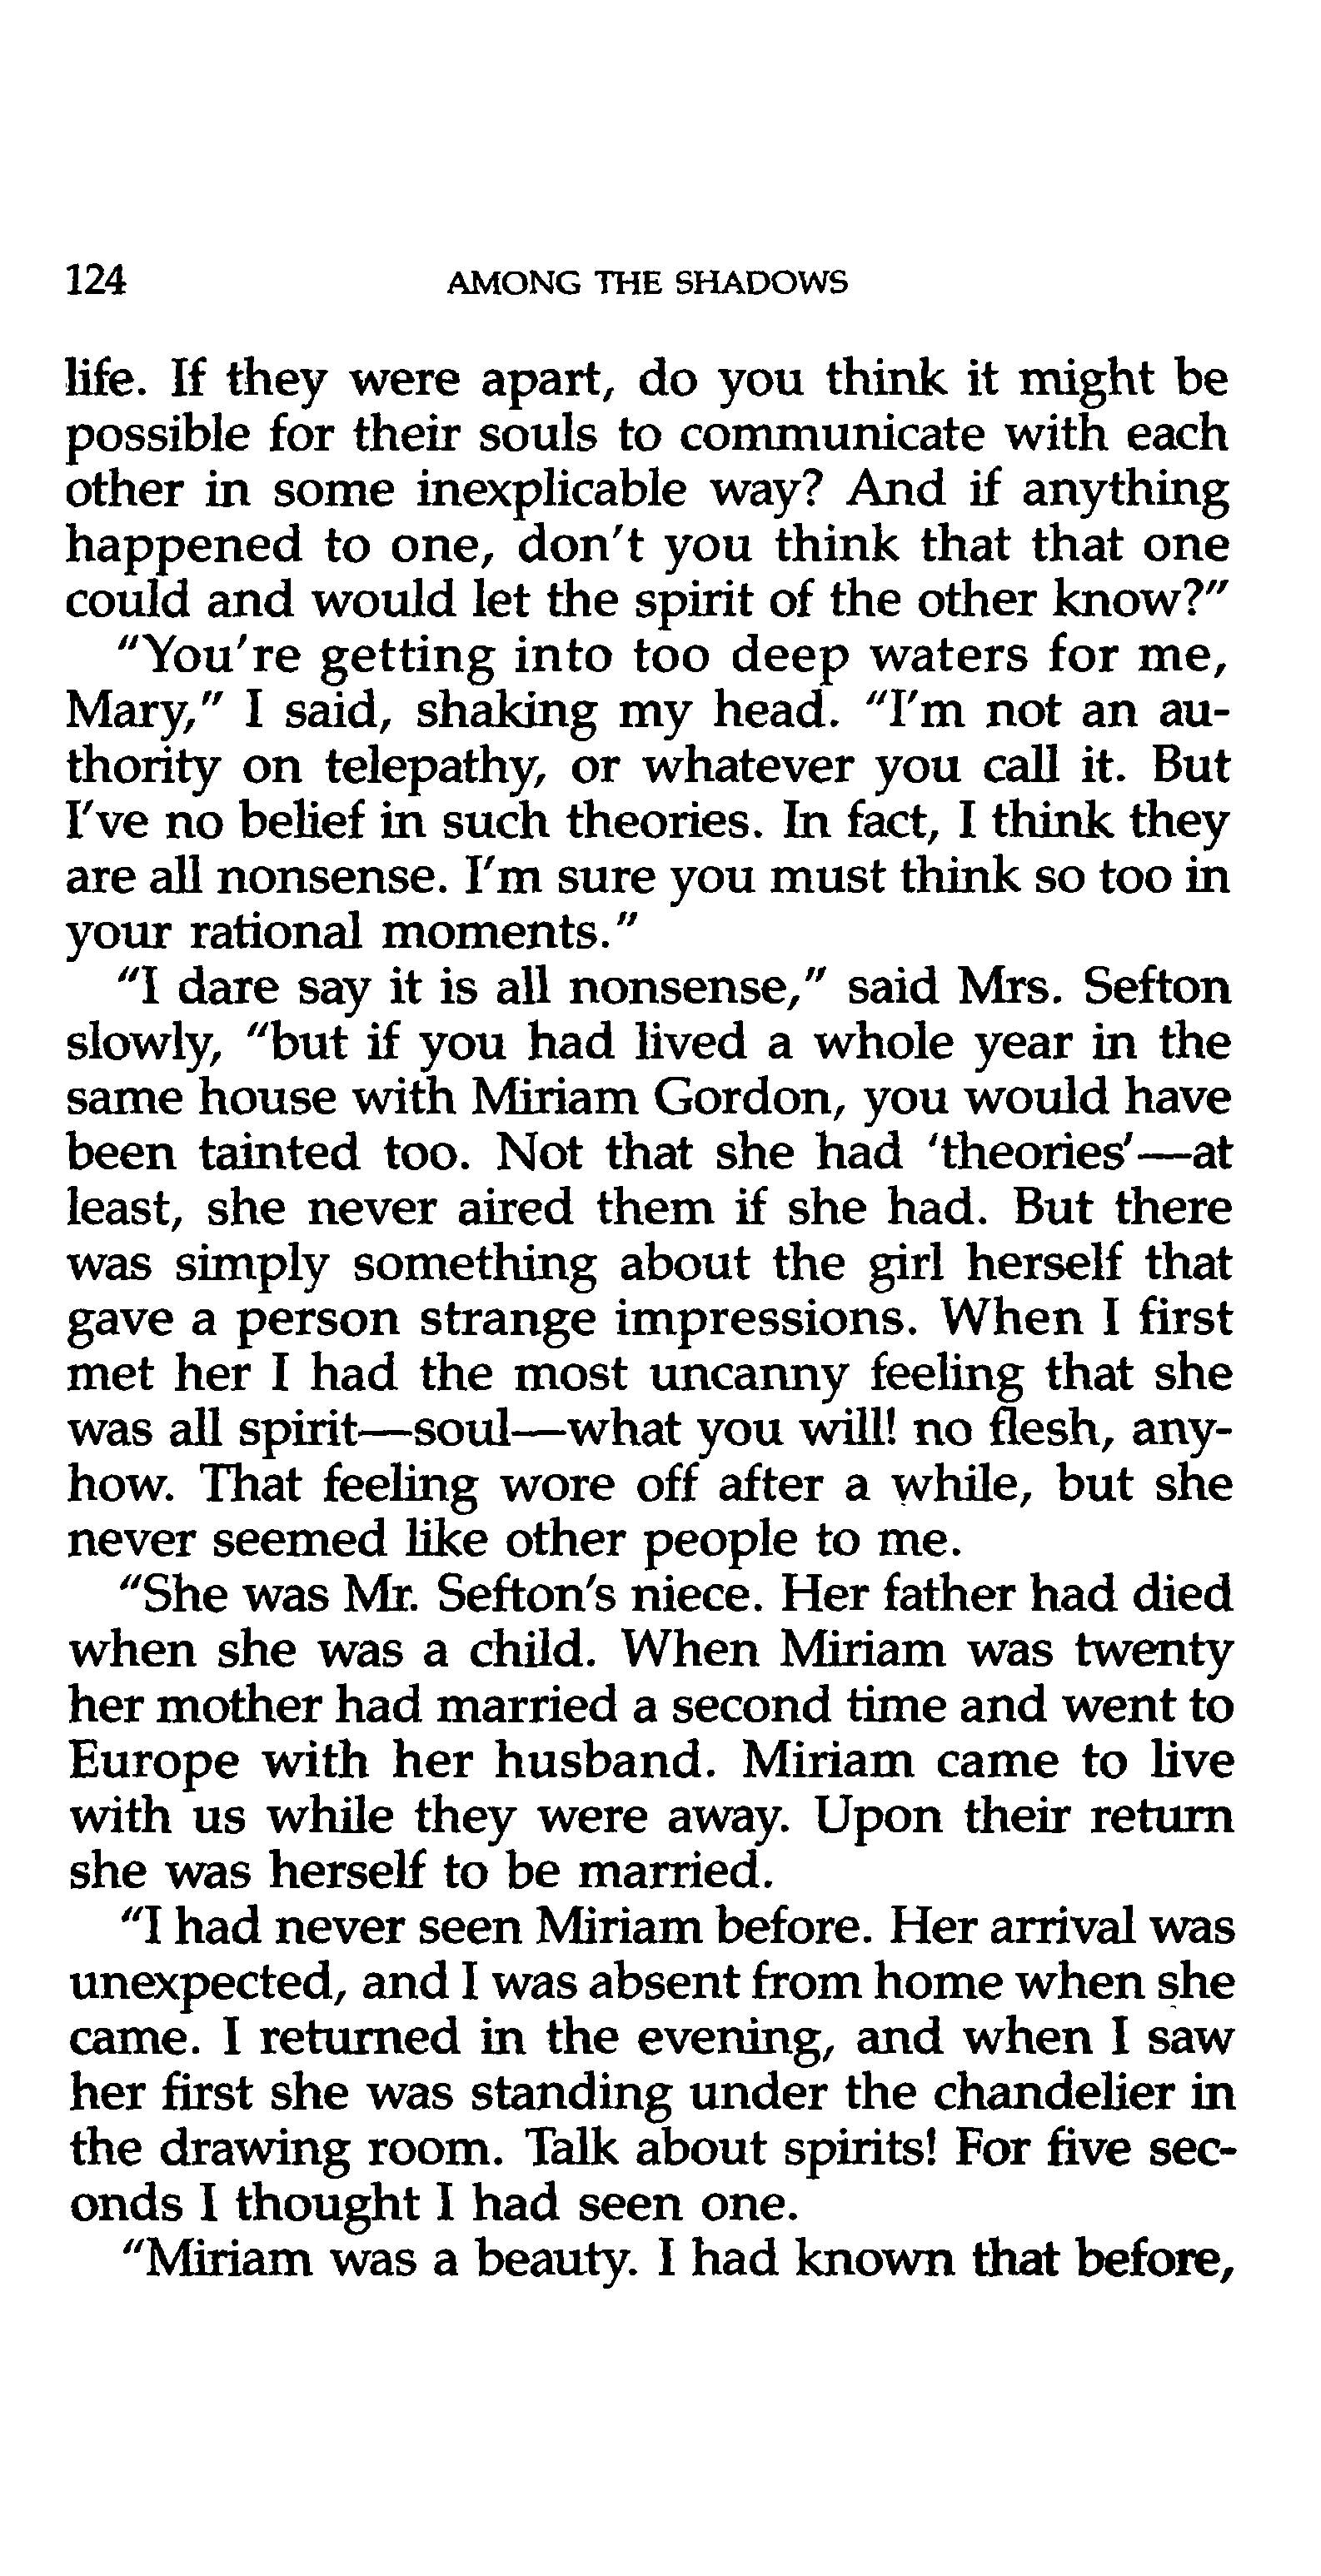 124 AMONG THE SHADOWS
life. If they were apart, do you think it might be
possible for their souls to communicate with each
other in some inexplicable way? And if anything
happened to one, don't you think that that one
could and would let the spirit of the other know?"
"You're getting into too deep waters for me,
Mary," I said, shaking my head. "I'm not an au-
thority on telepathy, or whatever you call it. But
I've no belief in such theories. In fact, I think they
are all nonsense. I'm sure you must think so too in
your rational moments."
"I dare say it is all nonsense," said Mrs. Sefton
slowly, "but if you had lived a whole year in the
same house with Miriam Gordon, you would have
been tainted too. Not that she had 'theories'—at
least, she never aired them if she had. But there
was simply something about the girl herself that
gave a person strange impressions. When I first
met her I had the most uncanny feeling that she
was all spirit—soul—what you will! no flesh, any-
how. That feeling wore off after a while, but she
never seemed like other people to me.
"She was Mr. Sefton's niece. Her father had died
when she was a child. When Miriam was twenty
her mother had married a second time and went to
Europe with her husband. Miriam came to live
with us while they were away. Upon their return
she was herself to be married.
"I had never seen Miriam before. Her arrival was
unexpected, and I was absent from home when she
came. I returned in the evening, and when I saw
her first she was standing under the chandelier in
the drawing room. Talk about spirits! For five sec-
onds I thought I had seen one.
"Miriam was a beauty. I had known that before,